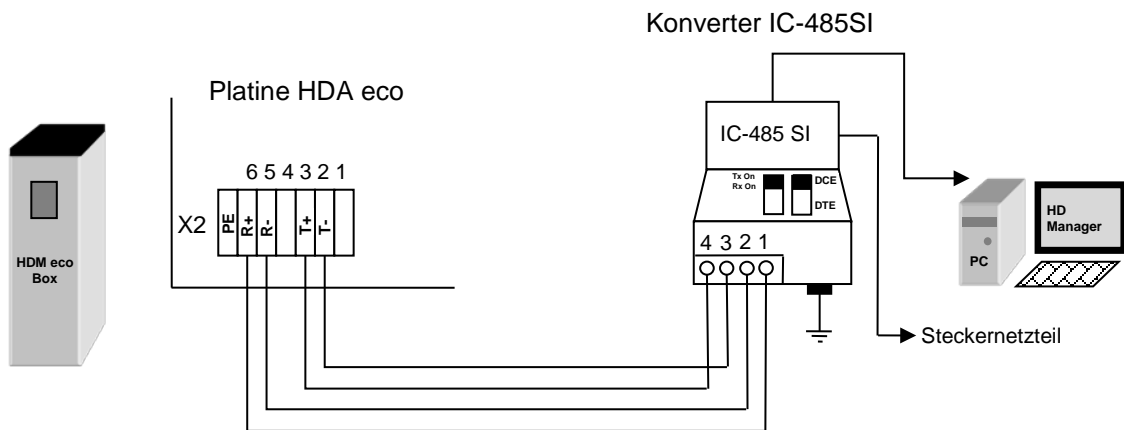 Konverter IC-485SI
Platine HDA eco
IC-485 SI
Tx On
Rx On
DCE
DTE
6 5 4 3 2 1
X2
PE
R+
R-
T+
T-
4 3 2 1
HDM eco
Box
HD
Manager
PC
Steckernetzteil